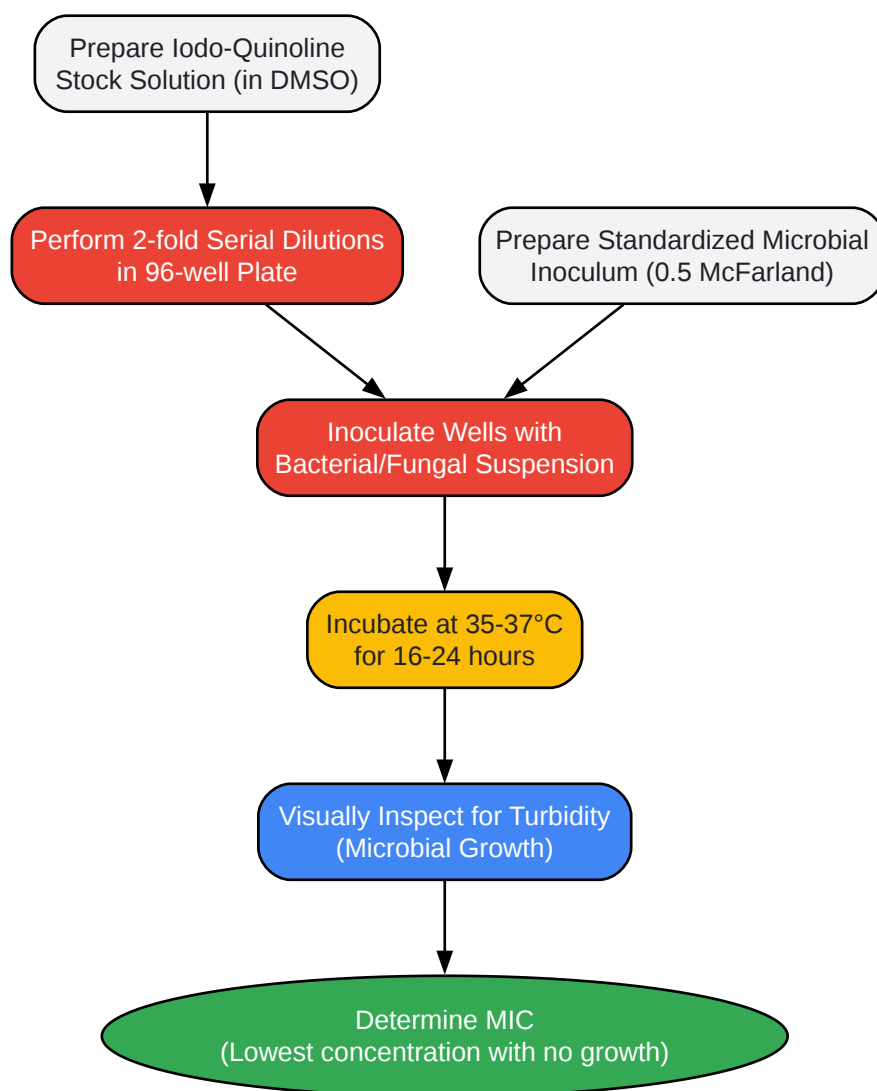 Prepare Iodo-Quinoline
Stock Solution (in DMSO)
Perform 2-fold Serial Dilutions
in 96-well Plate
Prepare Standardized Microbial
Inoculum (0.5 McFarland)
Inoculate Wells with
Bacterial/Fungal Suspension
Incubate at 35-37°C
for 16-24 hours
Visually Inspect for Turbidity
(Microbial Growth)
Determine MIC
(Lowest concentration with no growth)